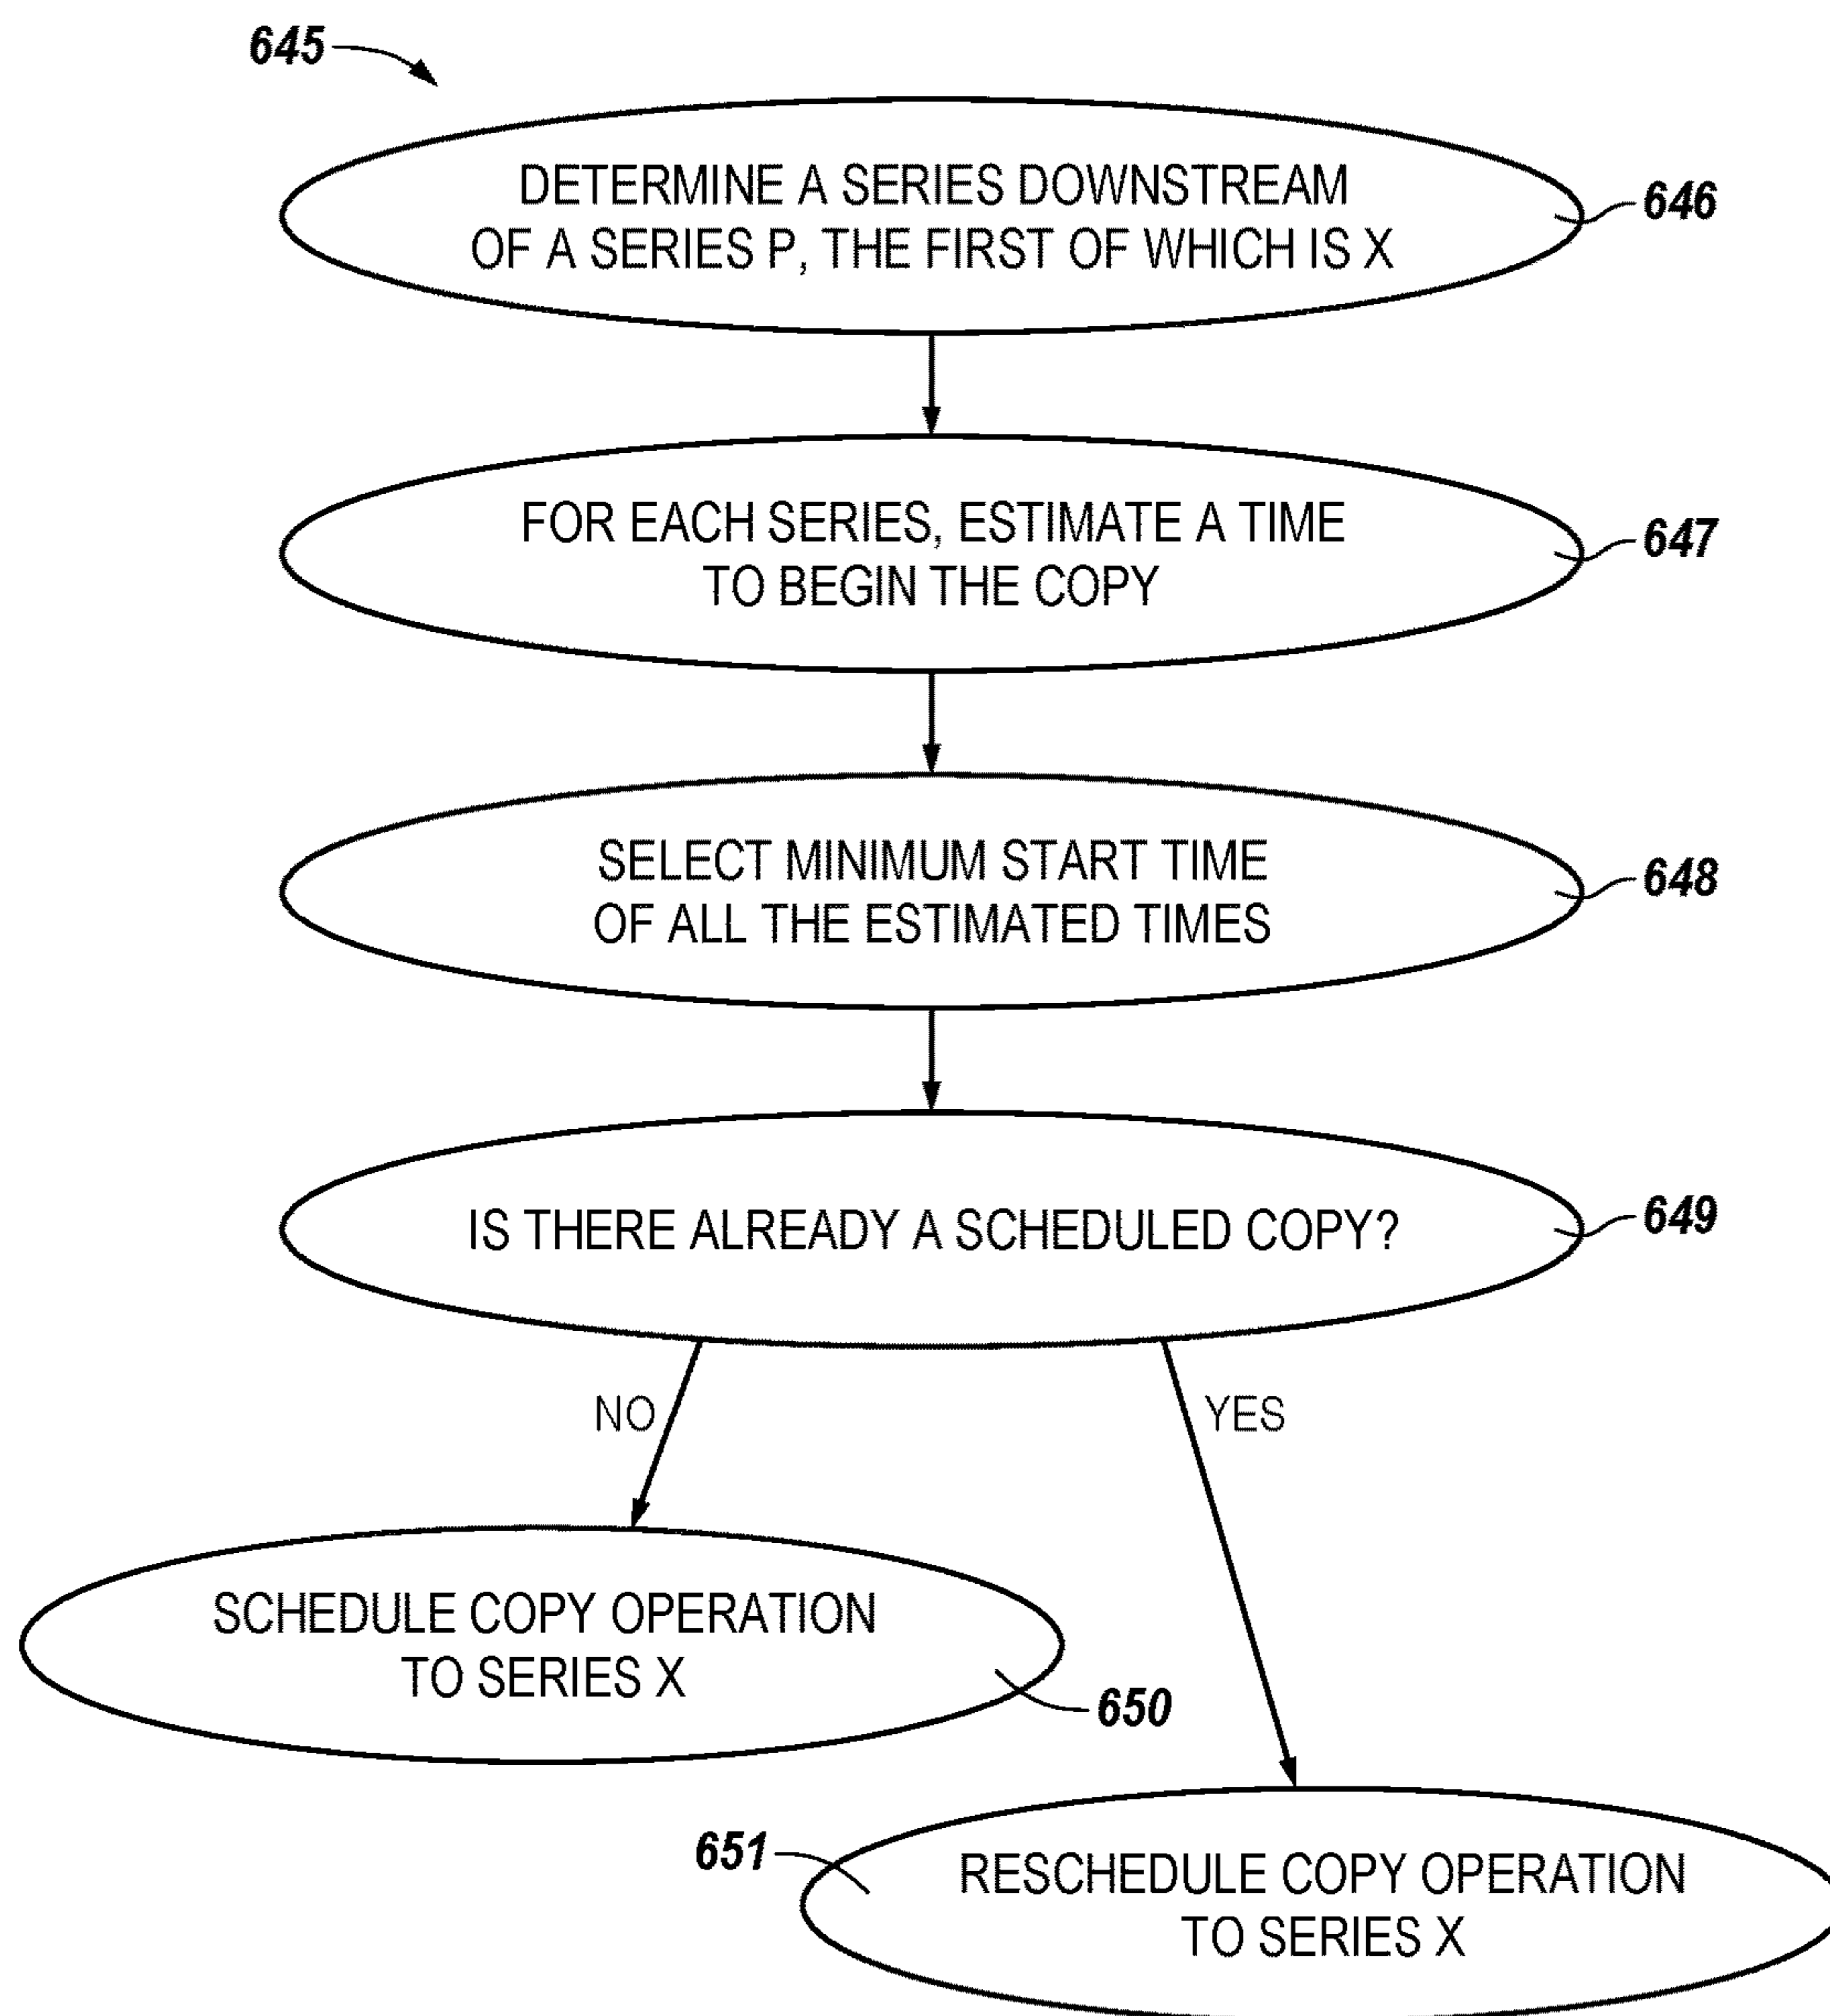 645
DETERMINE A SERIES DOWNSTREAM
OF A SERIES P, THE FIRST OF WHICH IS X
646
FOR EACH SERIES, ESTIMATE A TIME
TO BEGIN THE COPY
647
SELECT MINIMUM START TIME
OF ALL THE ESTIMATED TIMES
648
IS THERE ALREADY A SCHEDULED COPY?
649
NO
YES
SCHEDULE COPY OPERATION
TO SERIES X
650
651
RESCHEDULE COPY OPERATION
TO SERIES X